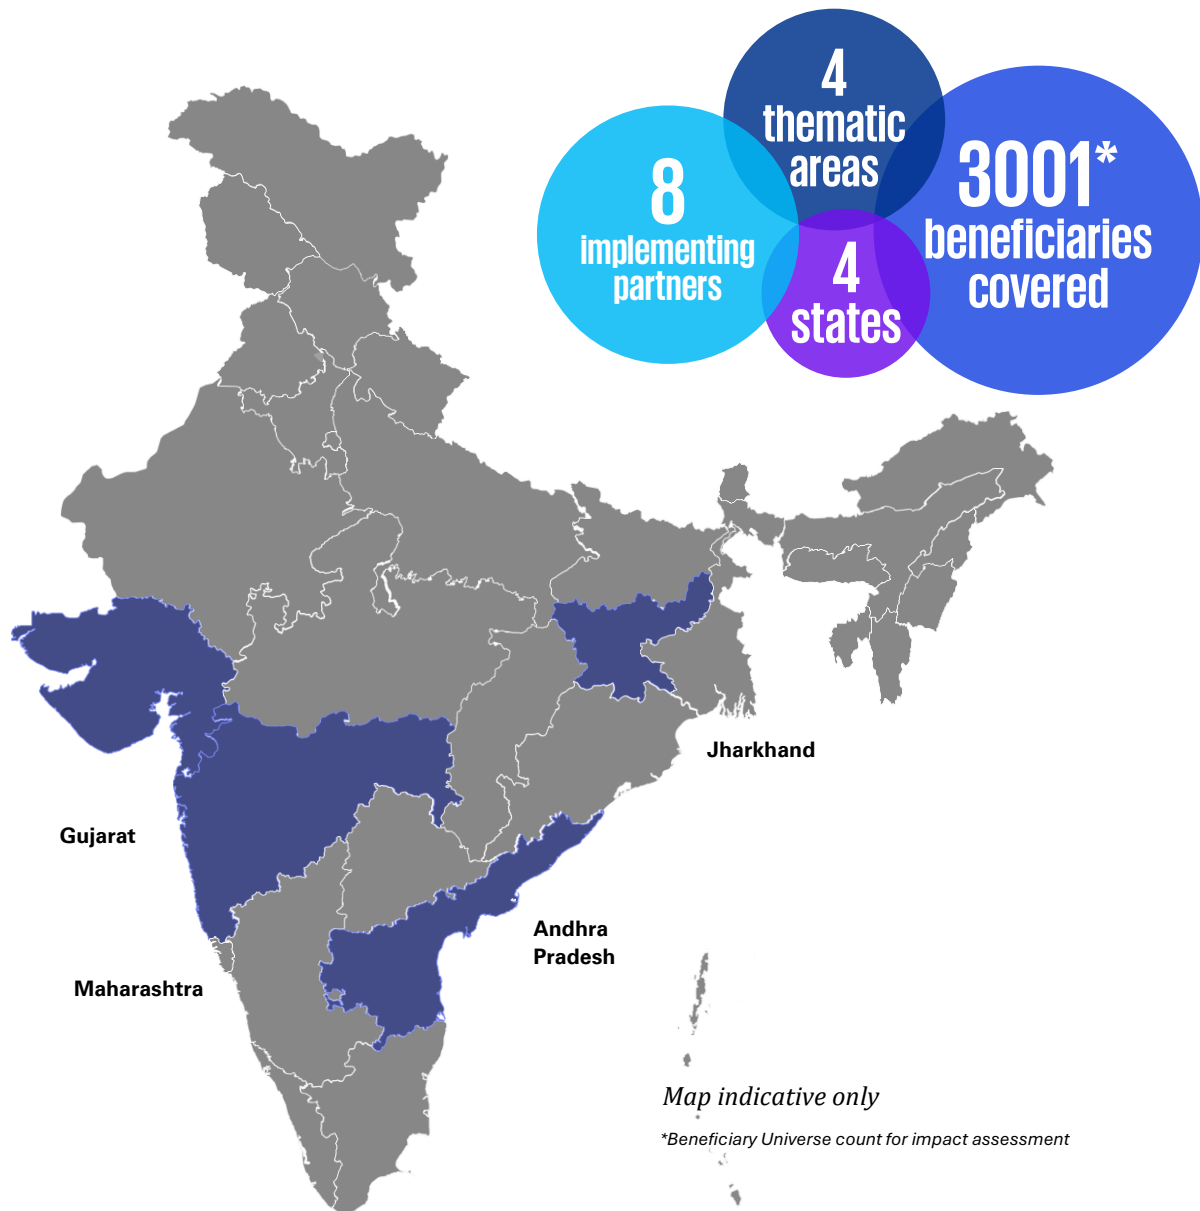 4
thematic
areas
8
implementing
partners
3001*
beneficiaries
covered
4
states
Jharkhand
Gujarat
Andhra
Pradesh
Maharashtra
Map indicative only
*Beneficiary Universe count for impact assessment